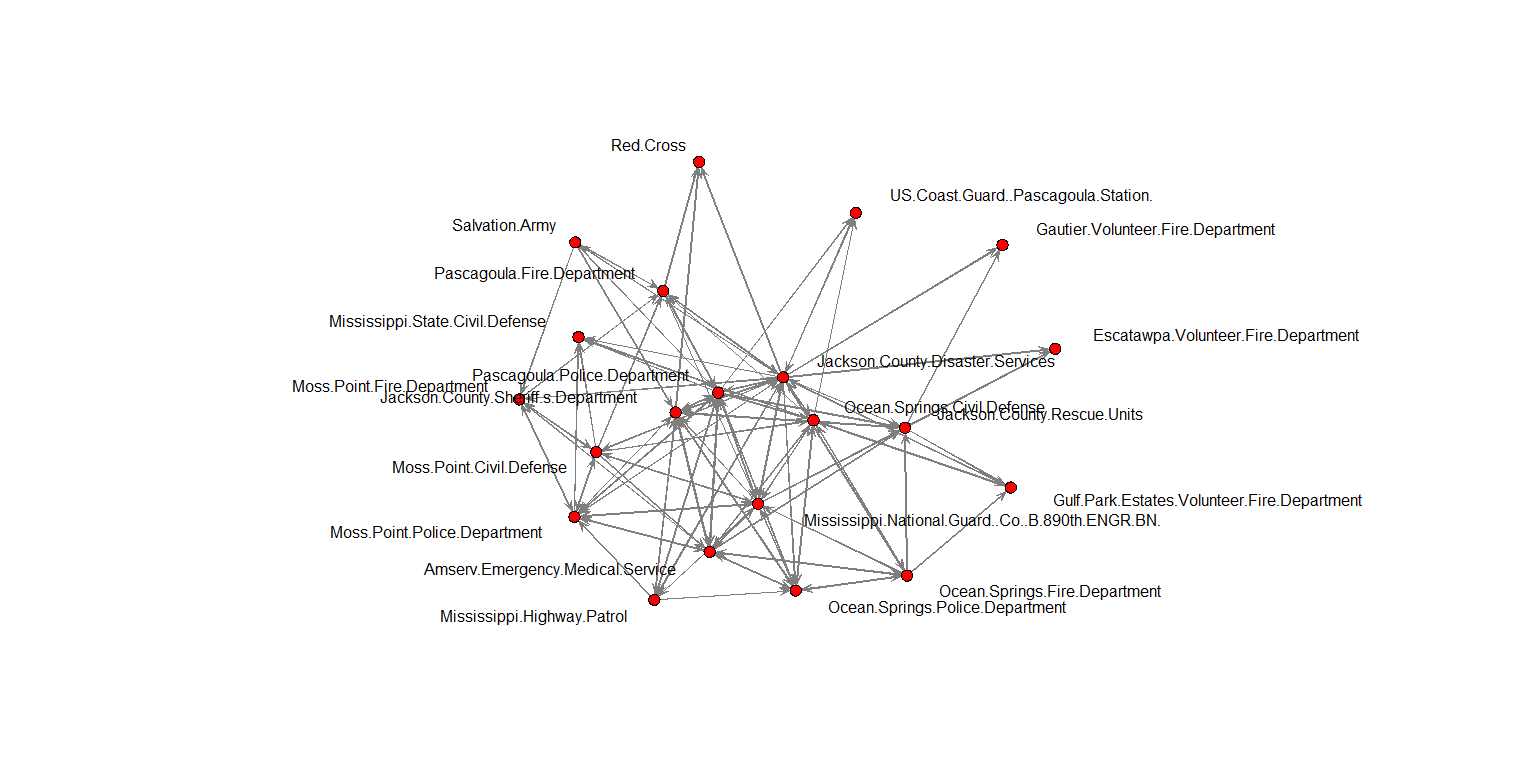 Red.Cross
US.Coast.Guard..Pascagoula.Station.
Salvation.Army
Gautier.Volunteer.Fire.Department
Pascagoula.Fire.Department
Mississippi.State.Civil.Defense
Escatawpa.Volunteer.Fire.Department
Jackson.County.Disaster.Services
Pascagoula.Police.Department
Moss.Point.Fire.Department
Jackson.County.Sheriff.s.Department
Ocean.Springs.Civil.Defense
Jackson.County.Rescue.Units
Moss.Point.Civil.Defense
Gulf.Park.Estates.Volunteer.Fire.Department
Mississippi.National.Guard..Co..B.890th.ENGR.BN.
Moss.Point.Police.Department
Amserv.Emergency.Medical.Service
Ocean.Springs.Fire.Department
Ocean.Springs.Police.Department
Mississippi.Highway.Patrol